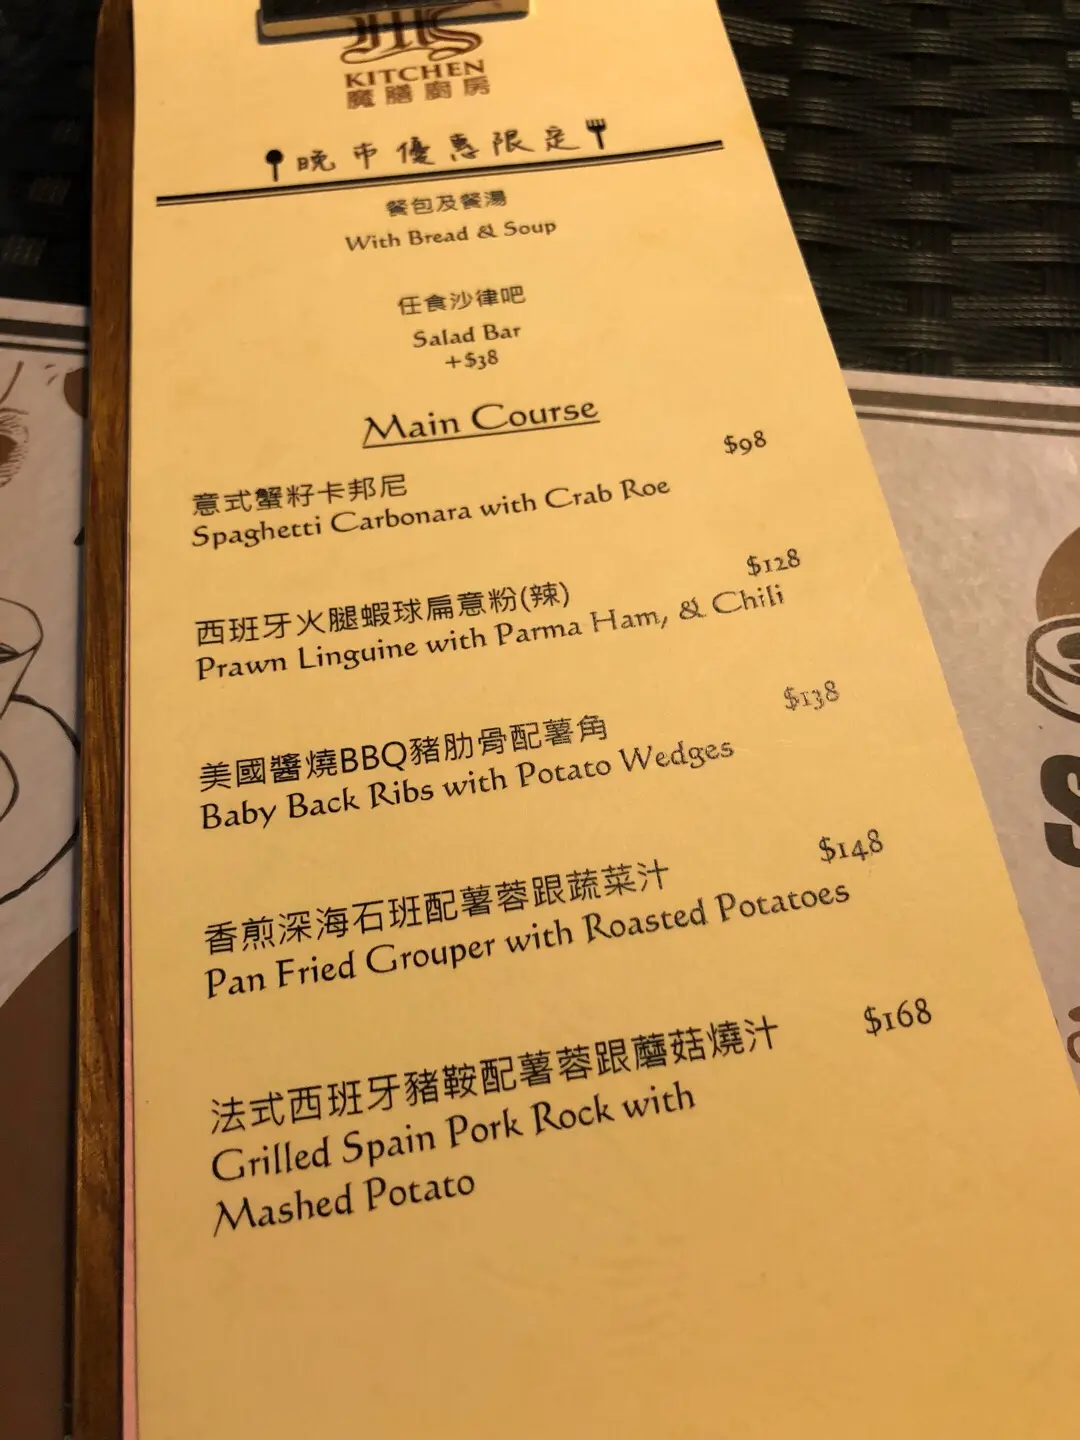 KITCHEN
魔膳廚房
晚市優惠限定
餐包及餐湯
With Bread & Soup
任食沙律吧
Salad Bar
+$38
Main Course
$98
意式蟹籽卡邦尼
Spaghetti Carbonara with Crab Roe
$128
西班牙火腿蝦球扁意粉(辣)
Prawn Linguine with Parma Ham, & Chili
$138
美國醬燒BBQ豬肋骨配薯角
Baby Back Ribs with Potato Wedges
$148
香煎深海石班配薯蓉跟蔬菜汁
Pan Fried Grouper with Roasted Potatoes
$168
法式西班牙豬鞍配薯蓉跟蘑菇燒汁
Grilled Spain Pork Rock with
Mashed Potato